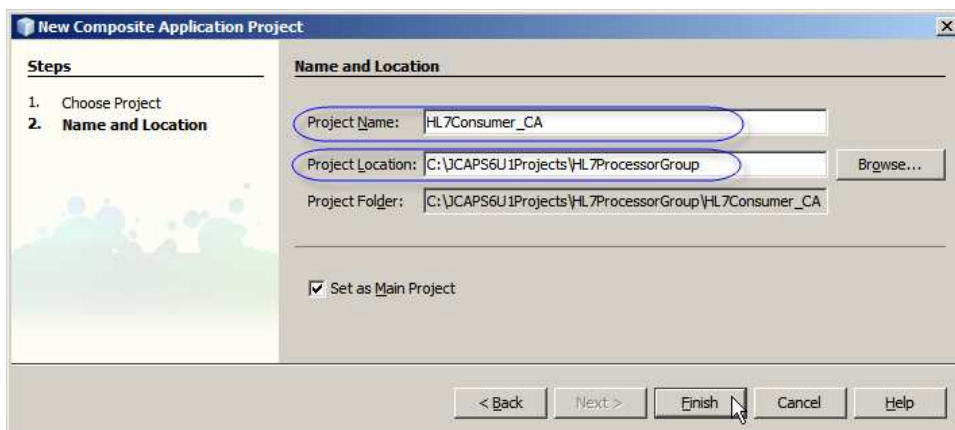 New Composite Application Project
Steps
1. Choose Project
2. Name and Location
Name and Location
Project Name: HL7Consumer_CA
Project Location: C:\JCAPS6U1Projects\HL7ProcessorGroup Browse...
Project Folder: C:\JCAPS6U1Projects\HL7ProcessorGroup\HL7Consumer_CA
Set as Main Project
< Back Next > Finish Cancel Help